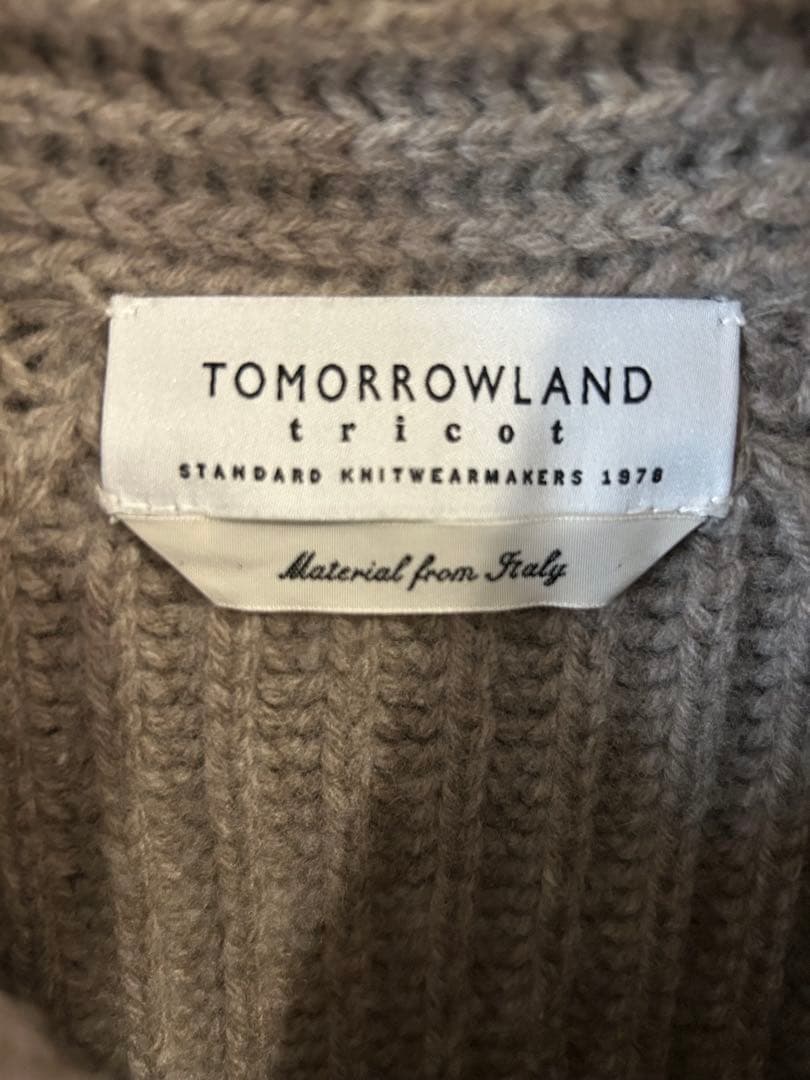 TOMORROWLAND
tricot
STANDARD KNITWEARMAKERS 1978
Material from Italy